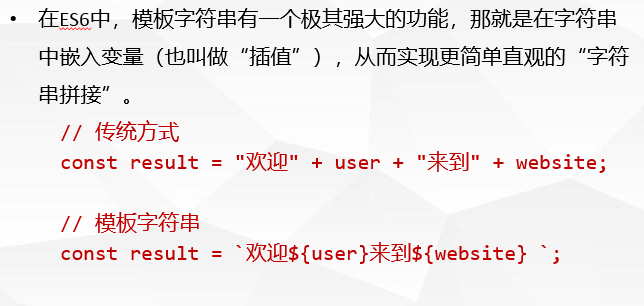 • 在ES6中，模板字符串有一个极其强大的功能，那就是在字符串
中嵌入变量（也叫做“插值”），从而实现更简单直观的“字符
串拼接”。
// 传统方式
const result = "欢迎" + user + "来到" + website;
// 模板字符串
const result = `欢迎${user}来到${website} `;